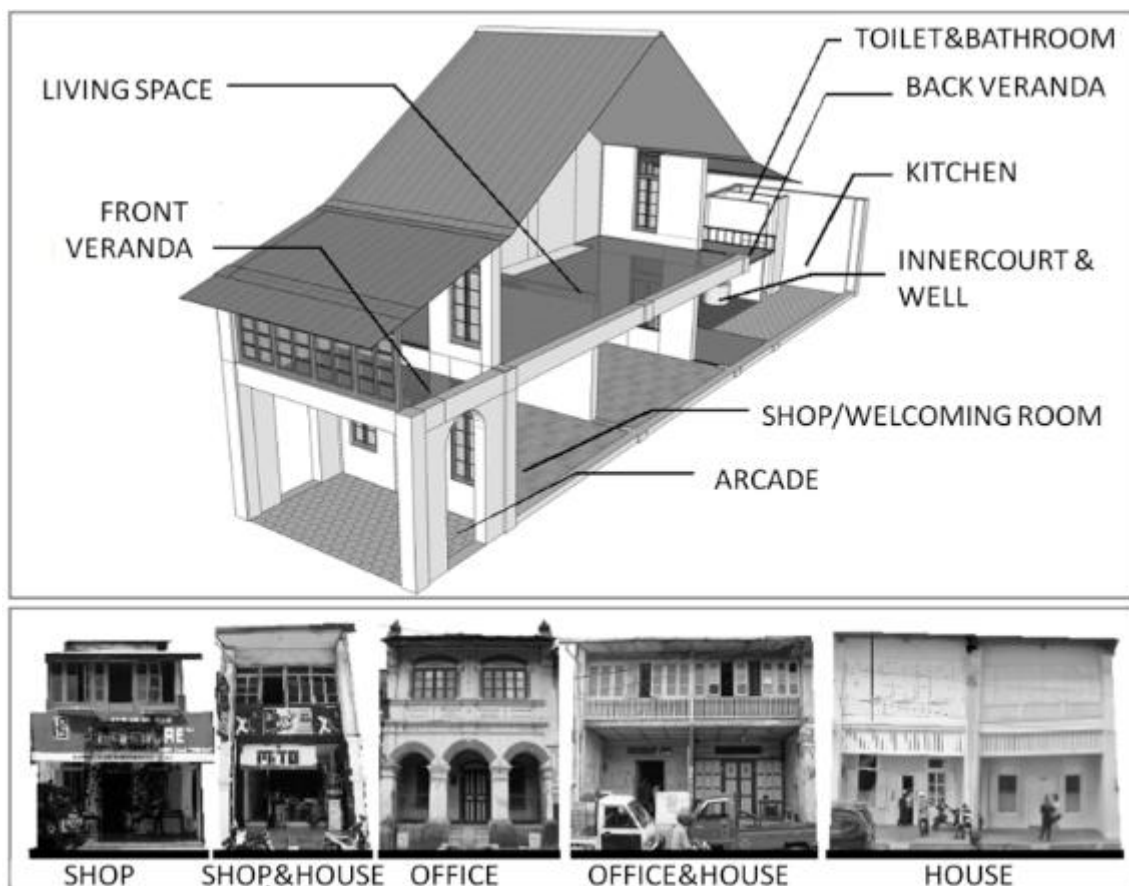 TOILET&BATHROOM
LIVING SPACE
BACK VERANDA
KITCHEN
FRONT
VERANDA
INNERCOURT &
WELL
SHOP/WELCOMING ROOM
ARCADE
RE
SHOP
SHOP&HOUSE
OFFICE
OFFICE&HOUSE
HOUSE